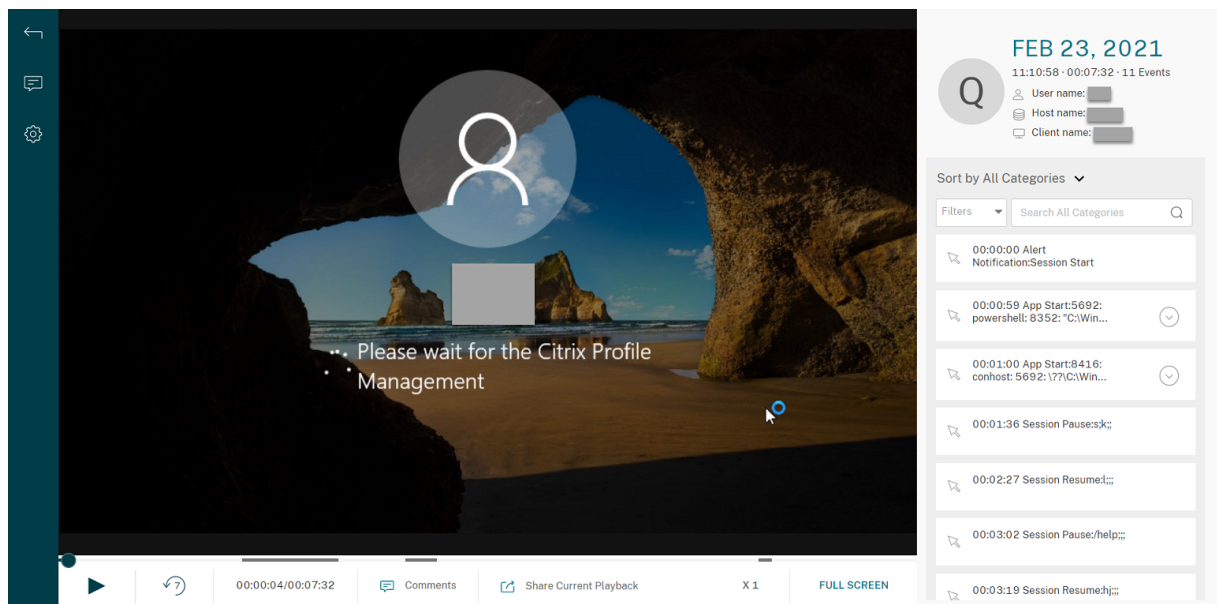 FEB 23, 2021
11:10:58 · 00:07:32 · 11 Events
Q
User name:
Host name:
Client name:
Sort by All Categories
Filters
Search All Categories
00:00:00 Alert
Notification:Session Start
00:00:59 App Start:5692:
powershell: 8352: "C:\Win...
00:01:00 App Start:8416:
conhost: 5692: \??\C:\Win...
00:01:36 Session Pause:s;k;;
00:02:27 Session Resume:l;;;
00:03:02 Session Pause:/help;;;
00:03:19 Session Resume:hj;;;
Please wait for the Citrix Profile
Management
7
00:00:04/00:07:32
Comments
Share Current Playback
X 1
FULL SCREEN